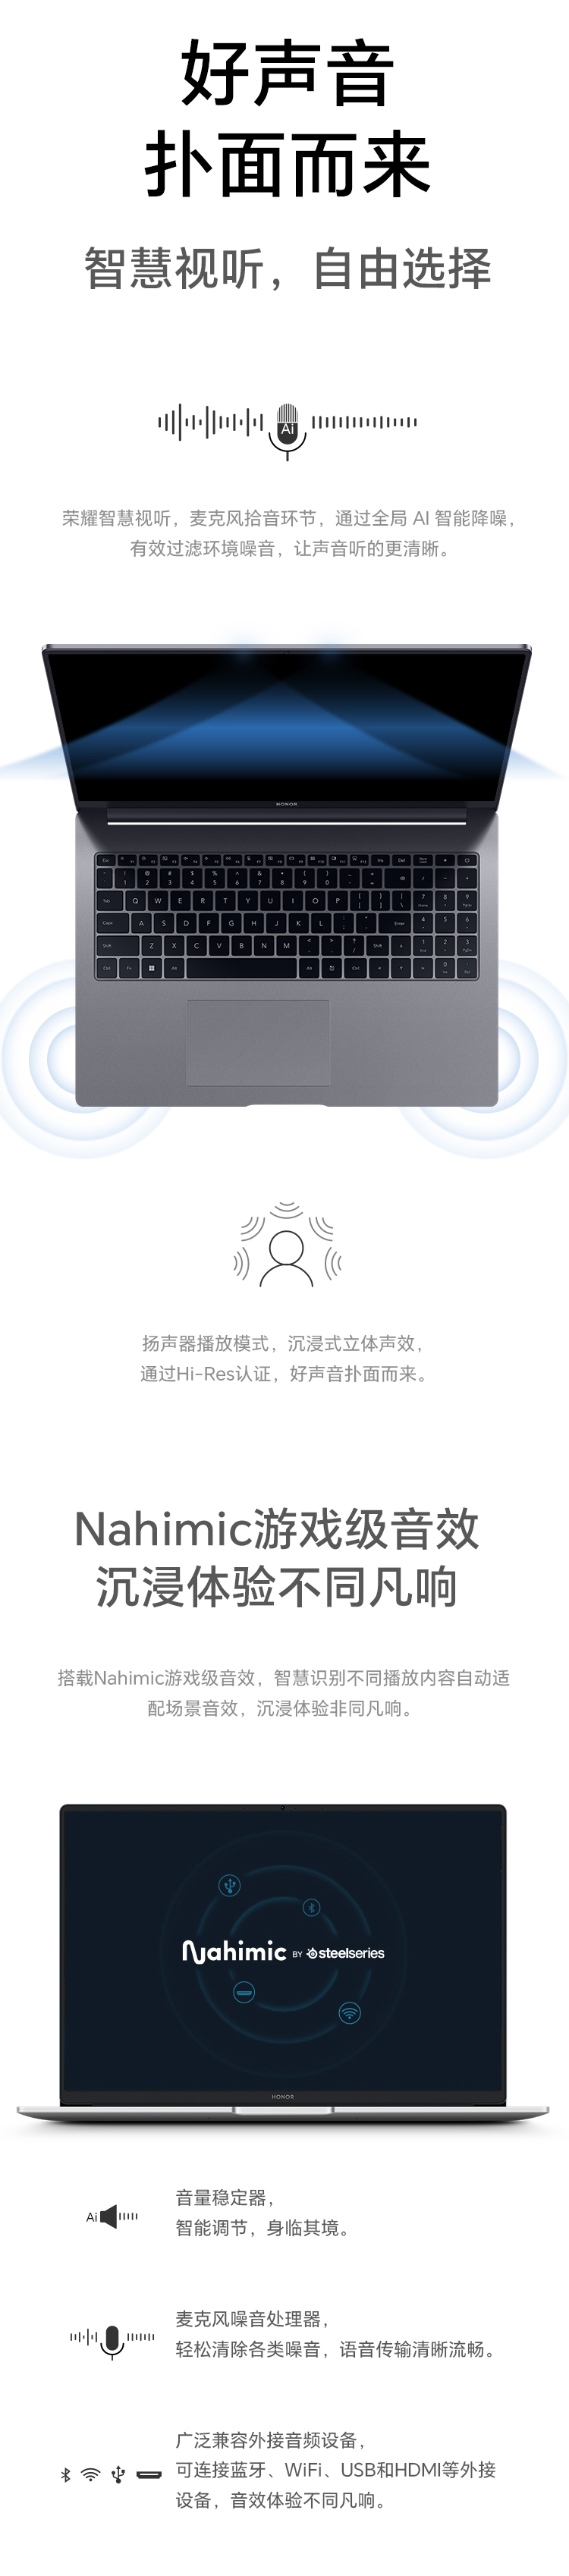 好声音
扑面而来
智慧视听，自由选择
Ai
荣耀智慧视听，麦克风拾音环节，通过全局 AI 智能降噪，
有效过滤环境噪音，让声音听的更清晰。
HONOR
扬声器播放模式，沉浸式立体声效，
通过Hi-Res认证，好声音扑面而来。
Nahimic游戏级音效
沉浸体验不同凡响
搭载Nahimic游戏级音效，智慧识别不同播放内容自动适
配场景音效，沉浸体验非同凡响。
Nahimic BY steelseries
HONOR
Ai
音量稳定器，
智能调节，身临其境。
麦克风噪音处理器，
轻松清除各类噪音，语音传输清晰流畅。
广泛兼容外接音频设备，
可连接蓝牙、WiFi、USB和HDMI等外接
设备，音效体验不同凡响。